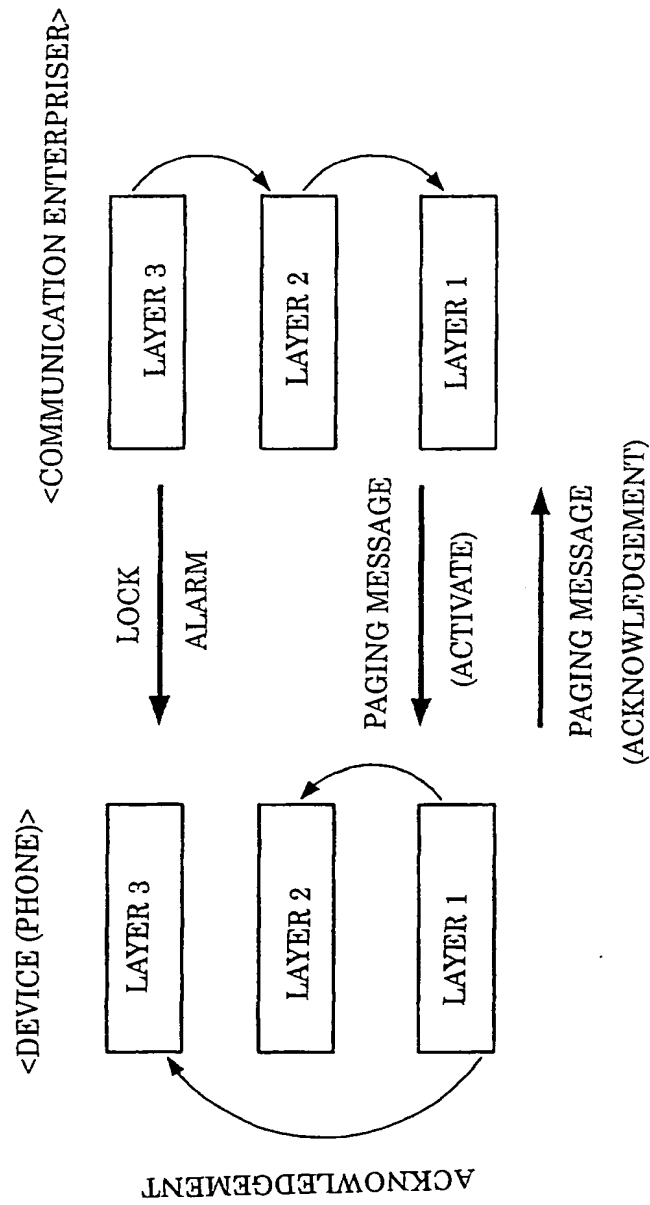 <DEVICE (PHONE)>
<COMMUNICATION ENTERPRISER>
LAYER 3
LOCK
ALARM
LAYER 3
LAYER 2
LAYER 2
PAGING MESSAGE
(ACTIVATE)
LAYER 1
LAYER 1
PAGING MESSAGE
(ACKNOWLEDGEMENT)
ACKNOWLEDGEMENT